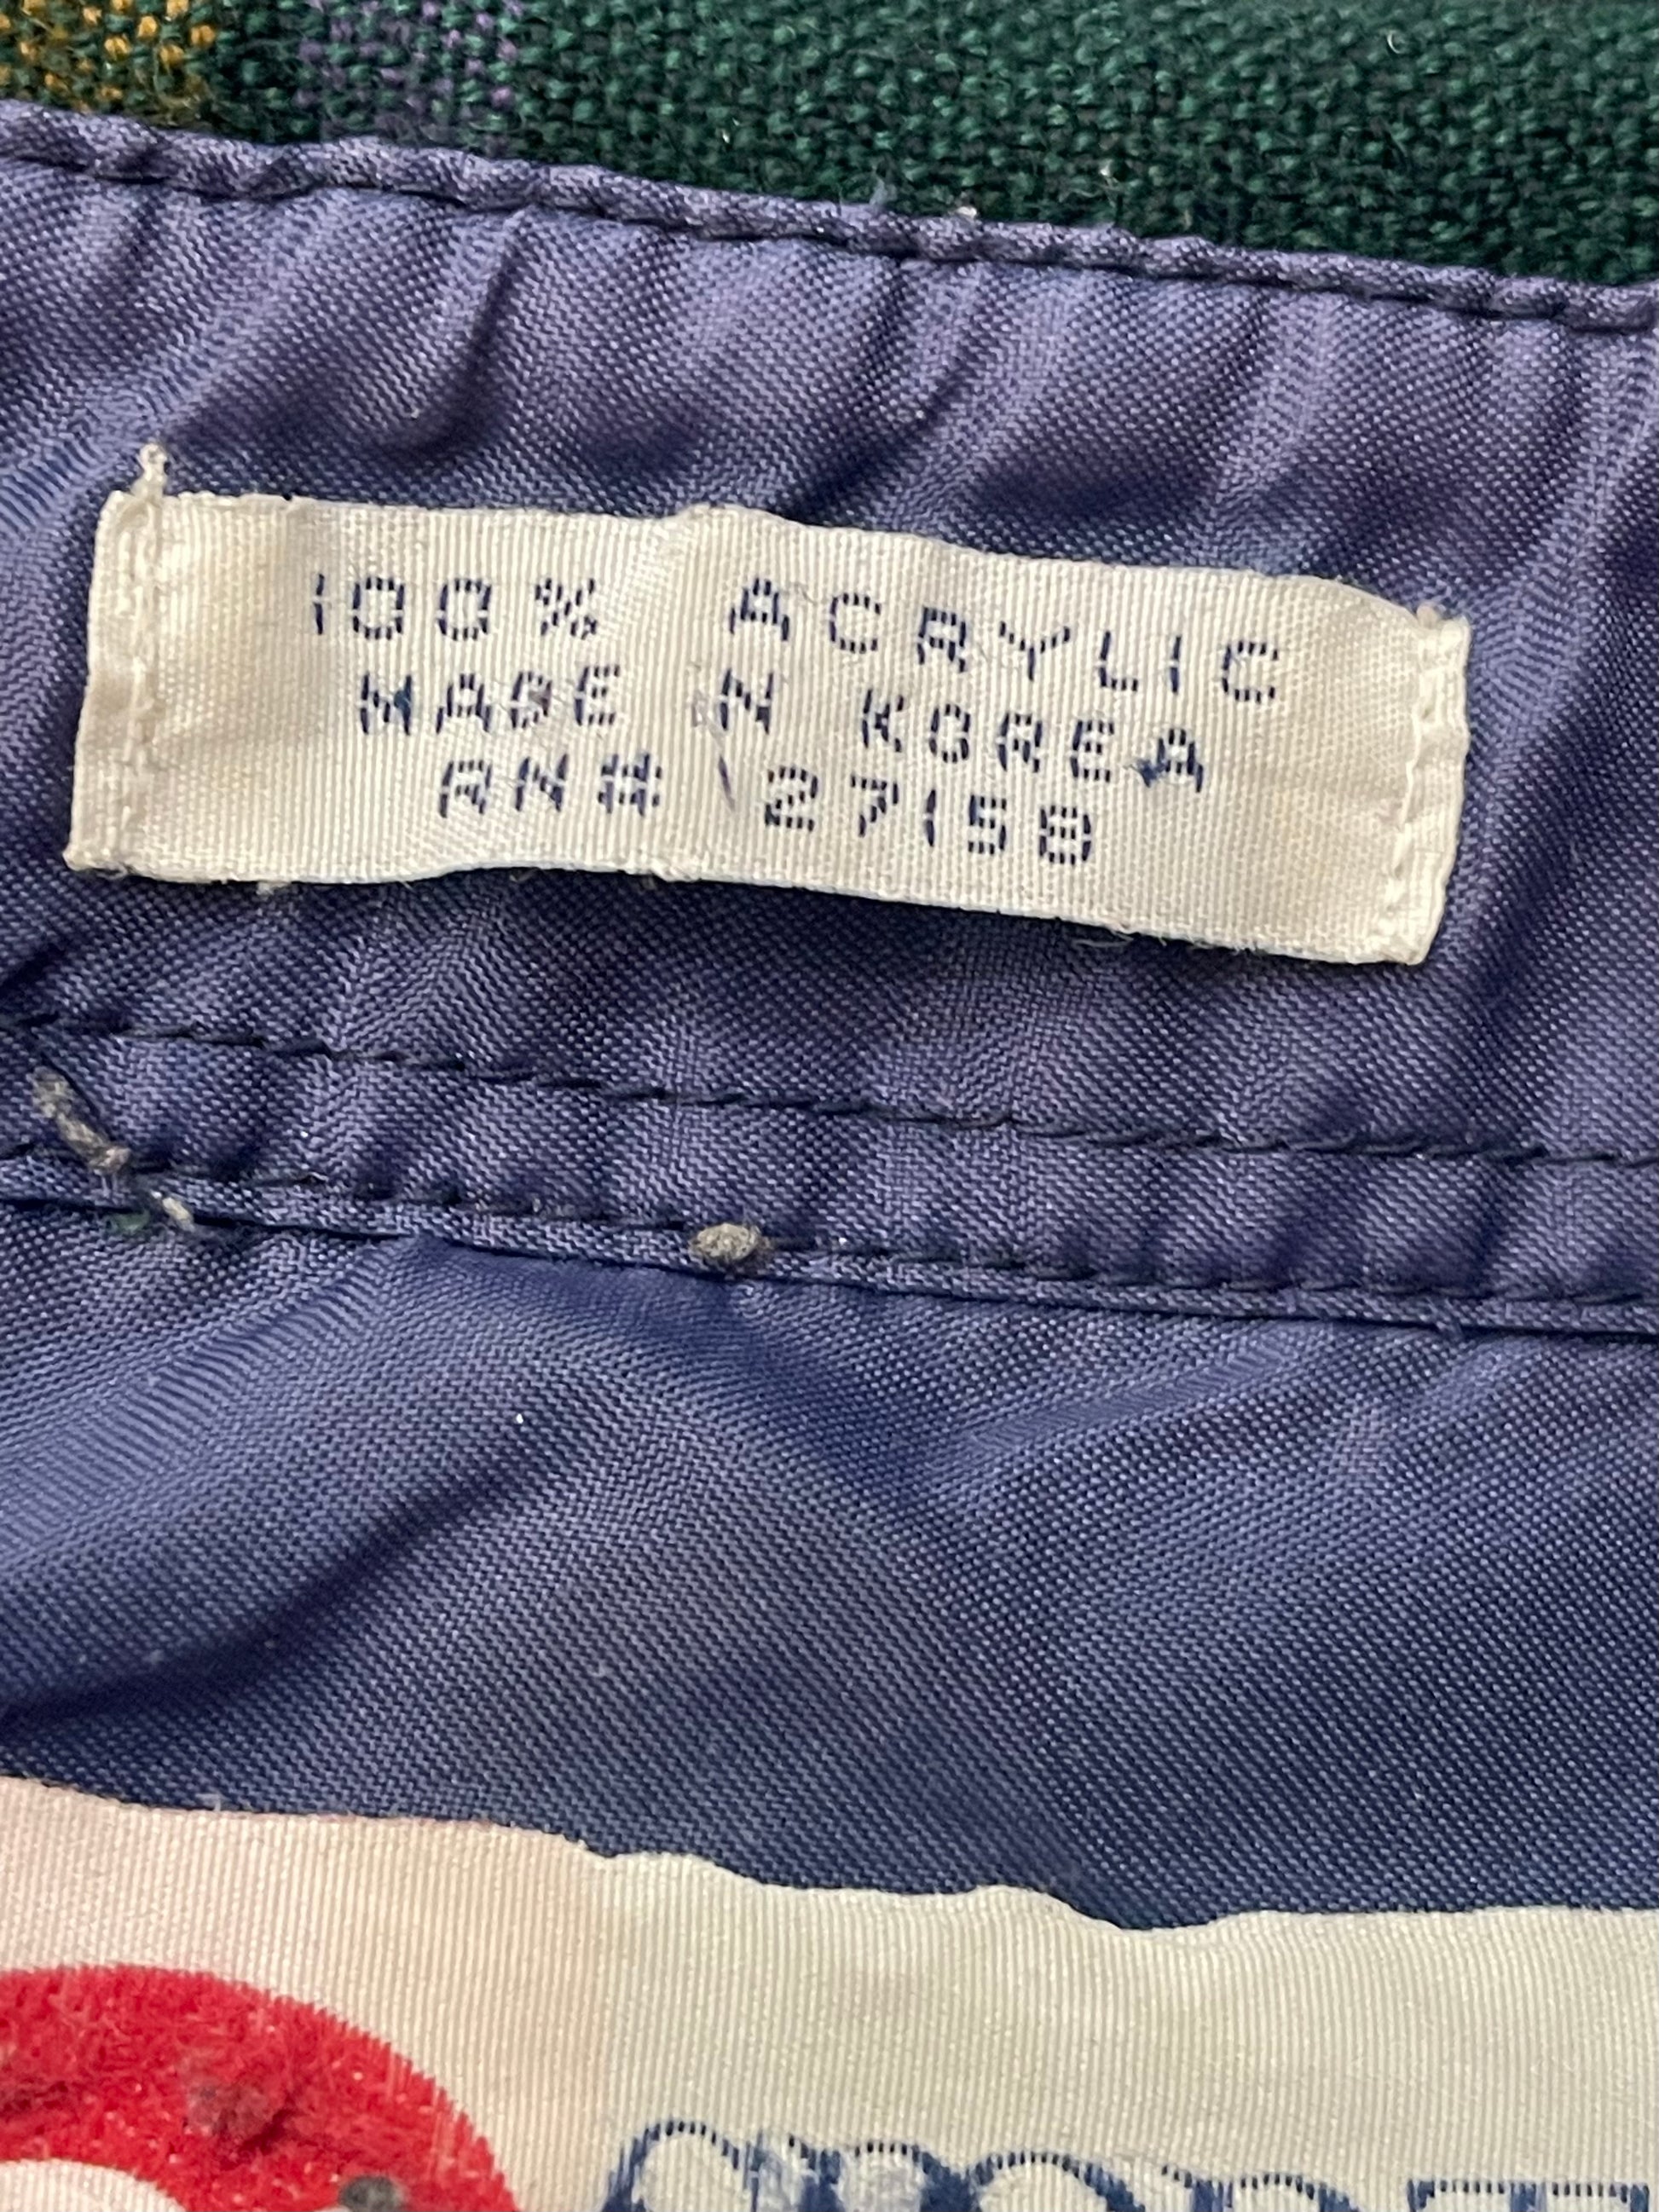 100% ACRYLIC
MADE IN KOREA
RN# 27158